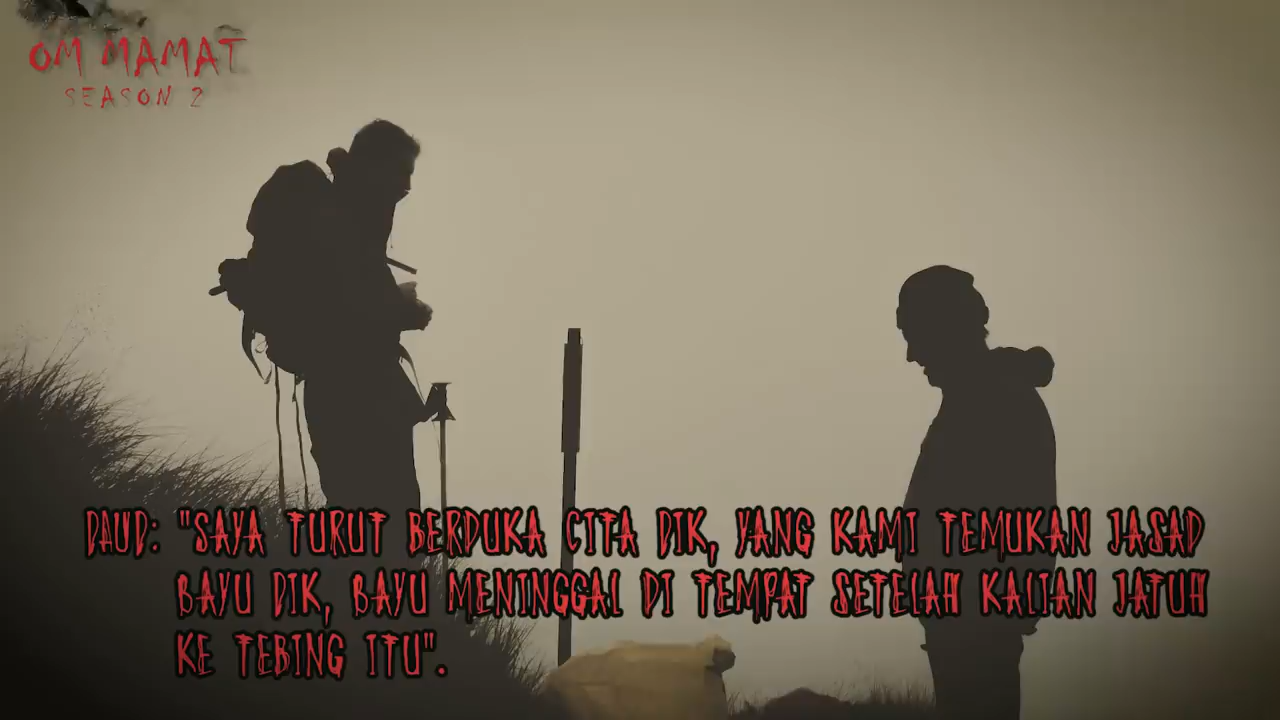 OM MAMAT
SEASON 2
DAUD: "SAYA TURUT BERDUKA CITA DIK, YANG KAMI TEMUKAN JASAD
BAYU DIK, BAYU MENINGGAL DI TEMPAT SETELAH KALIAN JATUH
KE TEBING ITU".